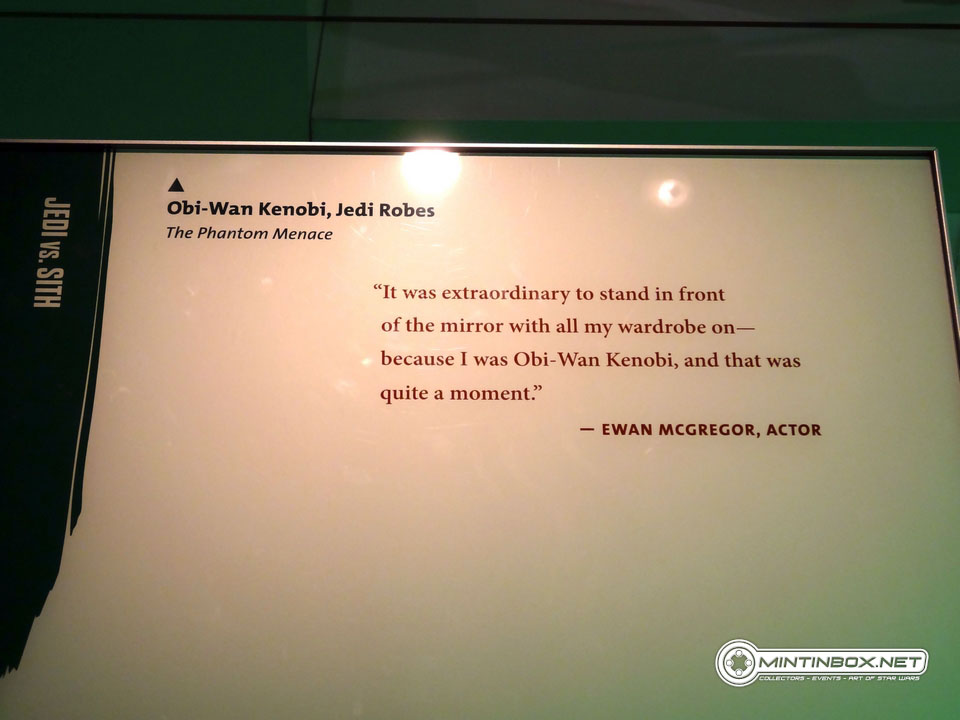 JEDI VS. SITH
Obi-Wan Kenobi, Jedi Robes
The Phantom Menace
“It was extraordinary to stand in front
of the mirror with all my wardrobe on—
because I was Obi-Wan Kenobi, and that was
quite a moment.”
— EWAN MCGREGOR, ACTOR
MINTINBOX.NET
COLLECTORS - EVENTS - ART OF STAR WARS